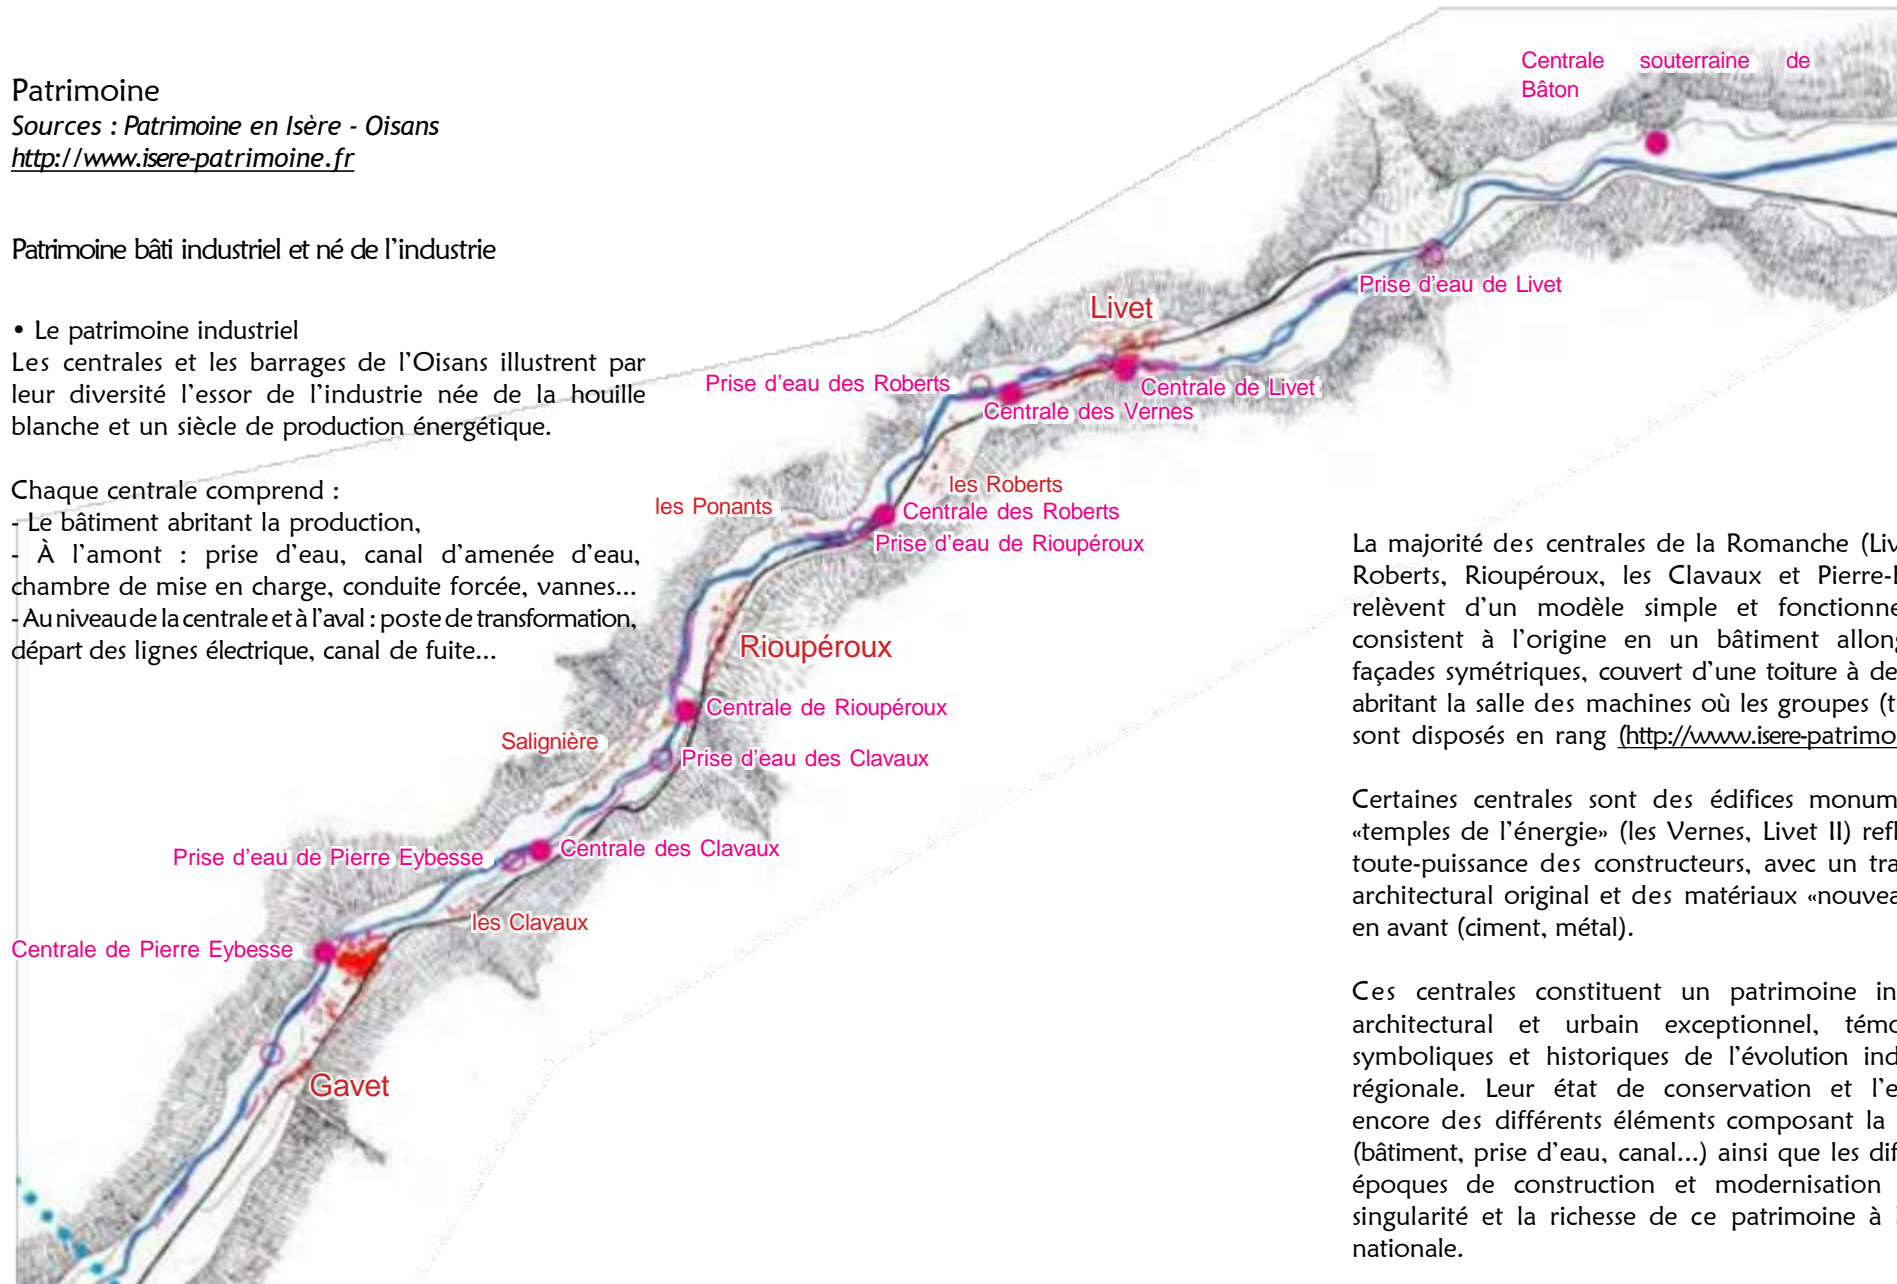 Patrimoine
Sources : Patrimoine en Isère - Oisans
http://www.isere-patrimoine.fr
Patrimoine bâti industriel et né de l’industrie
• Le patrimoine industriel
Les centrales et les barrages de l’Oisans illustrent par
leur diversité l’essor de l’industrie née de la houille
blanche et un siècle de production énergétique.
Chaque centrale comprend :
- Le bâtiment abritant la production,
- À l’amont : prise d’eau, canal d’amenée d’eau,
chambre de mise en charge, conduite forcée, vannes...
- Au niveau de la centrale et à l’aval : poste de transformation,
départ des lignes électrique, canal de fuite...
Centrale souterraine de
Bâton
Prise d'eau de Livet
Livet
Prise d'eau des Roberts
Centrale de Livet
Centrale des Vernes
les Roberts
les Ponants
Centrale des Roberts
Prise d'eau de Rioupéroux
Rioupéroux
Centrale de Rioupéroux
Salignière
Prise d'eau des Clavaux
Centrale des Clavaux
Prise d'eau de Pierre Eybesse
les Clavaux
Centrale de Pierre Eybesse
Gavet
La majorité des centrales de la Romanche (Liv
Roberts, Rioupéroux, les Clavaux et Pierre-
relèvent d’un modèle simple et fonctionne
consistent à l’origine en un bâtiment allong
façades symétriques, couvert d’une toiture à de
abritant la salle des machines où les groupes (t
sont disposés en rang (http://www.isere-patrimo
Certaines centrales sont des édifices monum
«temples de l’énergie» (les Vernes, Livet II) refl
toute-puissance des constructeurs, avec un tra
architectural original et des matériaux «nouvea
en avant (ciment, métal).
Ces centrales constituent un patrimoine in
architectural et urbain exceptionnel, témo
symboliques et historiques de l’évolution ind
régionale. Leur état de conservation et l’e
encore des différents éléments composant la
(bâtiment, prise d’eau, canal...) ainsi que les dif
époques de construction et modernisation
singularité et la richesse de ce patrimoine à
nationale.